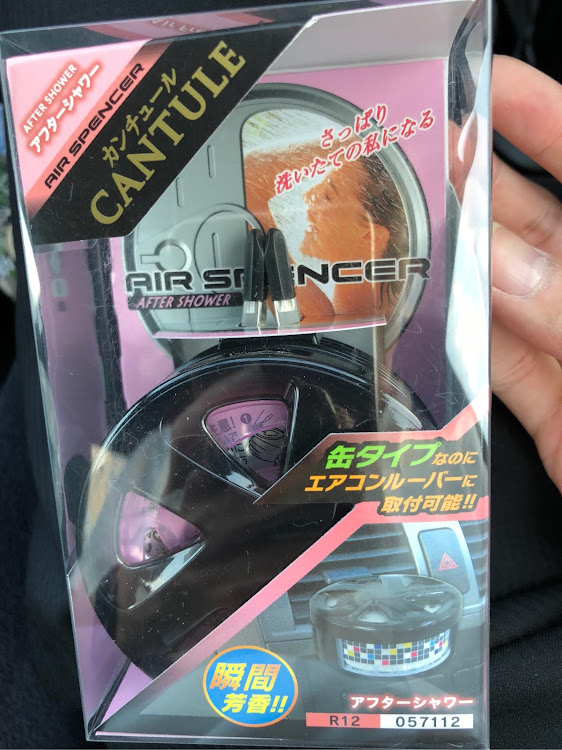 AFTER SHOWER
アフターシャワー
AIR SPENCER
カンチュール
CANTULE
さっぱり
洗いたての私になる
AIR SPENCER
AFTER SHOWER
注意!①
缶タイプなのに
エアコンルーバーに
取付可能!!
瞬間
芳香!!
アフターシャワー
R12 057112